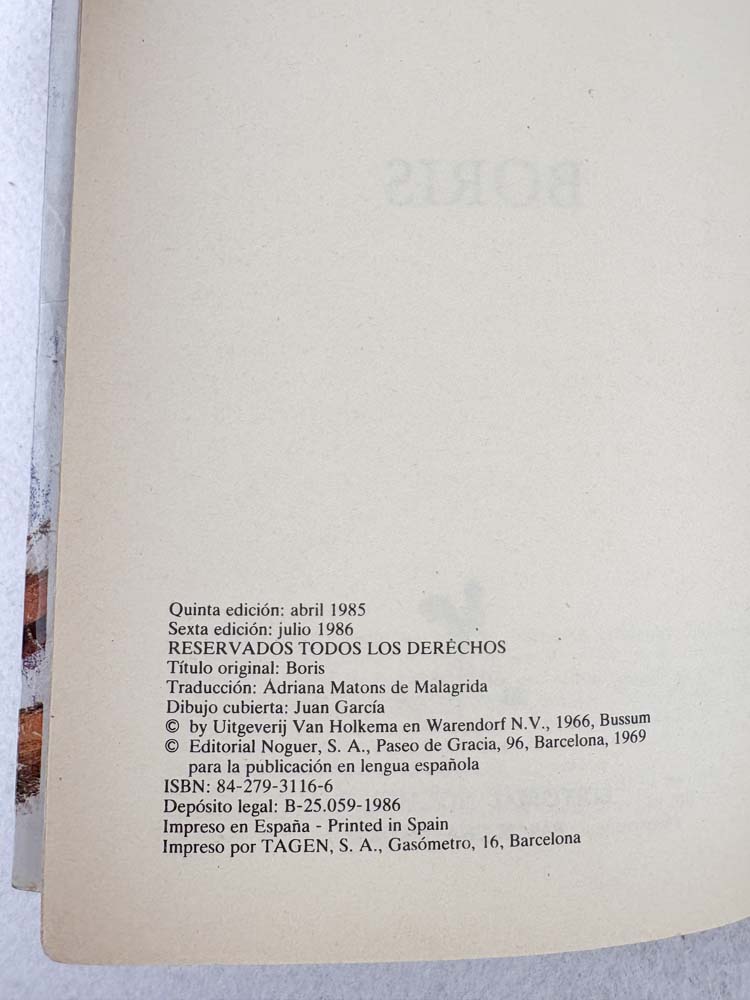 BORIS
Quinta edición: abril 1985
Sexta edición: julio 1986
RESERVADOS TODOS LOS DERECHOS
Título original: Boris
Traducción: Adriana Matons de Malagrida
Dibujo cubierta: Juan García
© by Uitgeverij Van Holkema en Warendorf N.V., 1966, Bussum
© Editorial Noguer, S. A., Paseo de Gracia, 96, Barcelona, 1969
para la publicación en lengua española
ISBN: 84-279-3116-6
Depósito legal: B-25.059-1986
Impreso en España - Printed in Spain
Impreso por TAGEN, S. A., Gasómetro, 16, Barcelona